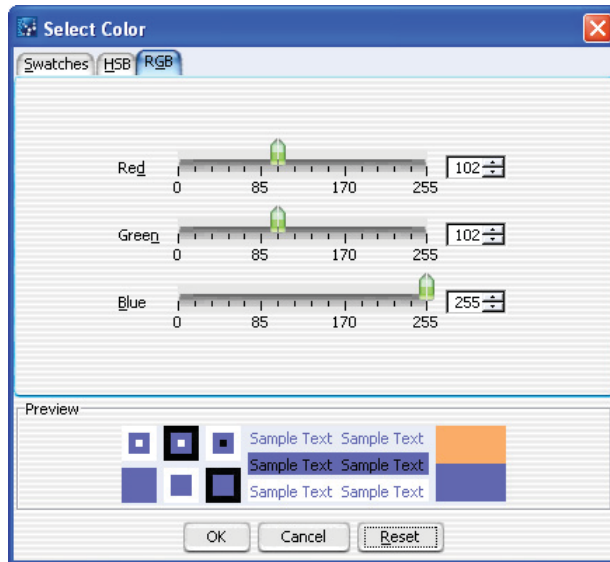 Select Color
Swatches HSB RGB
Red 102
0 85 170 255
Green 102
0 85 170 255
Blue 255
0 85 170 255
Preview
Sample Text Sample Text
Sample Text Sample Text
Sample Text Sample Text
OK Cancel Reset